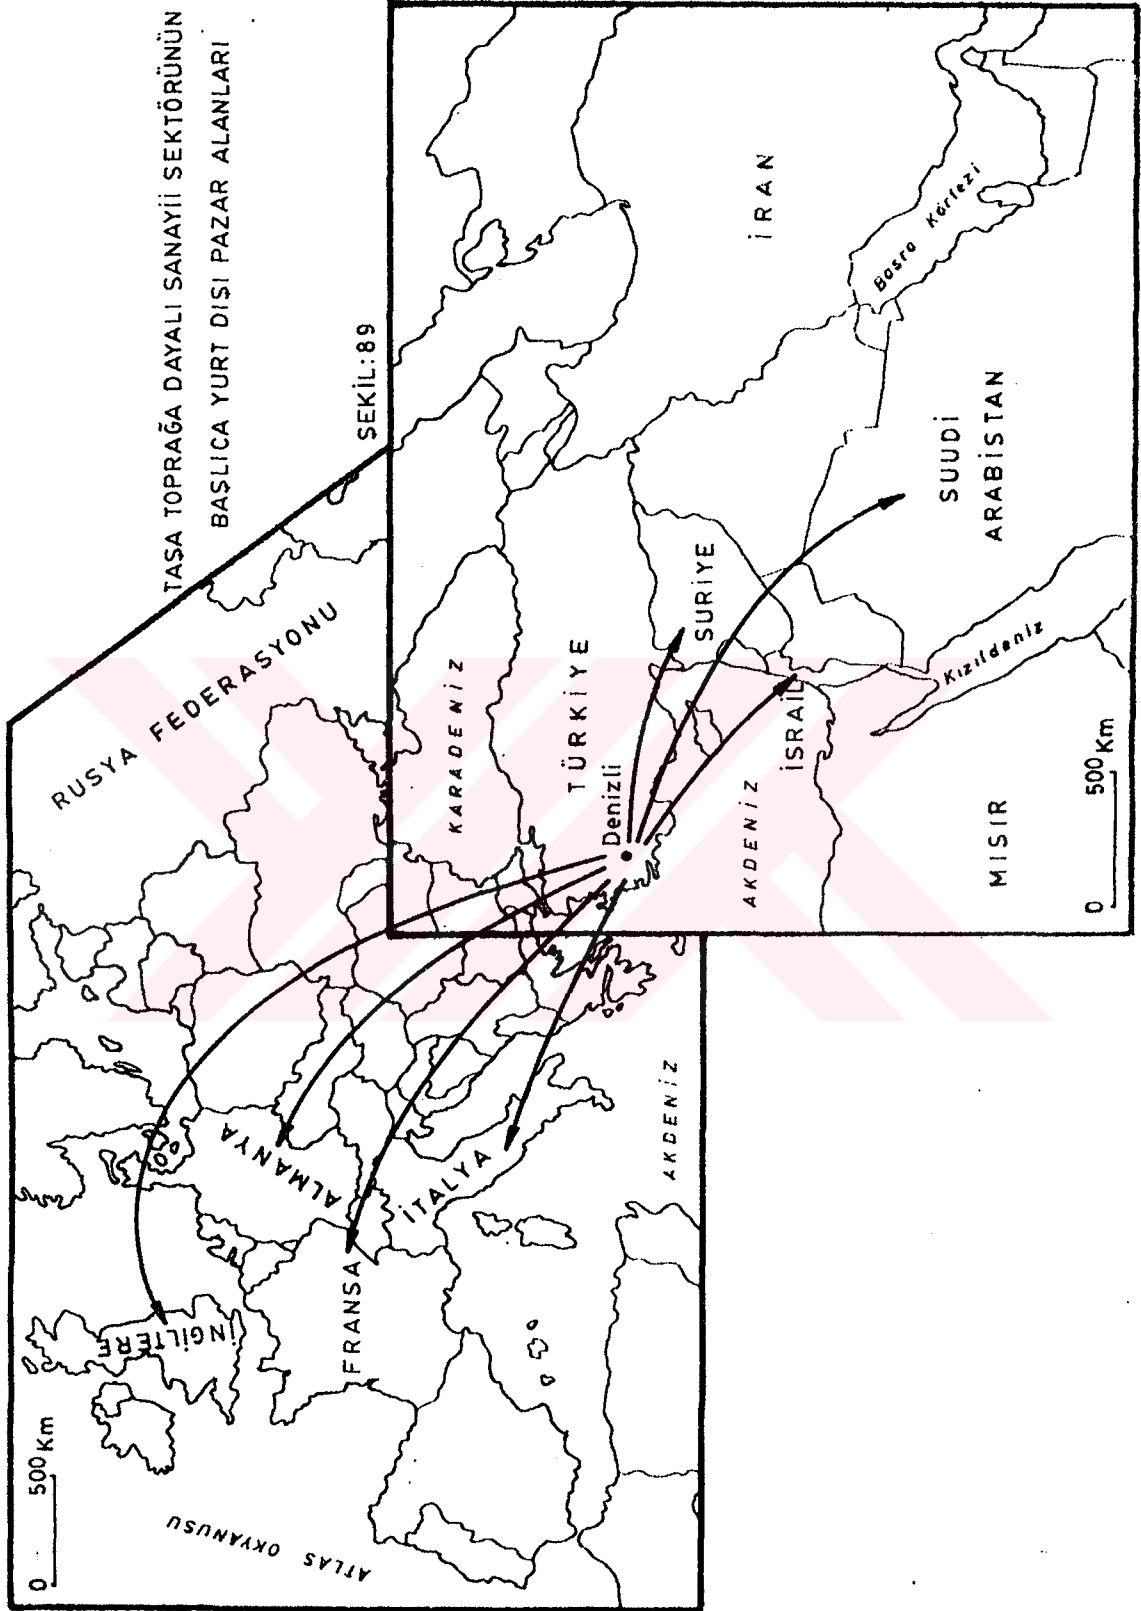 TAŞA TOPRAĞA DAYALI SANAYİİ SEKTÖRÜNÜN
BAŞLICA YURT DIŞI PAZAR ALANLARI
ŞEKİL:89
0 500 Km
ATLAS OKYANUSU
İNGİLTERE
FRANSA
ALMANYA
İTALYA
AKDENİZ
RUSYA FEDERASYONU
KARADENİZ
TÜRKİYE
Denizli
AKDENİZ
SURİYE
İSRAİL
MISIR
Kızıldeniz
SUUDİ
ARABİSTAN
İRAN
Basra Körfezi
0 500 Km